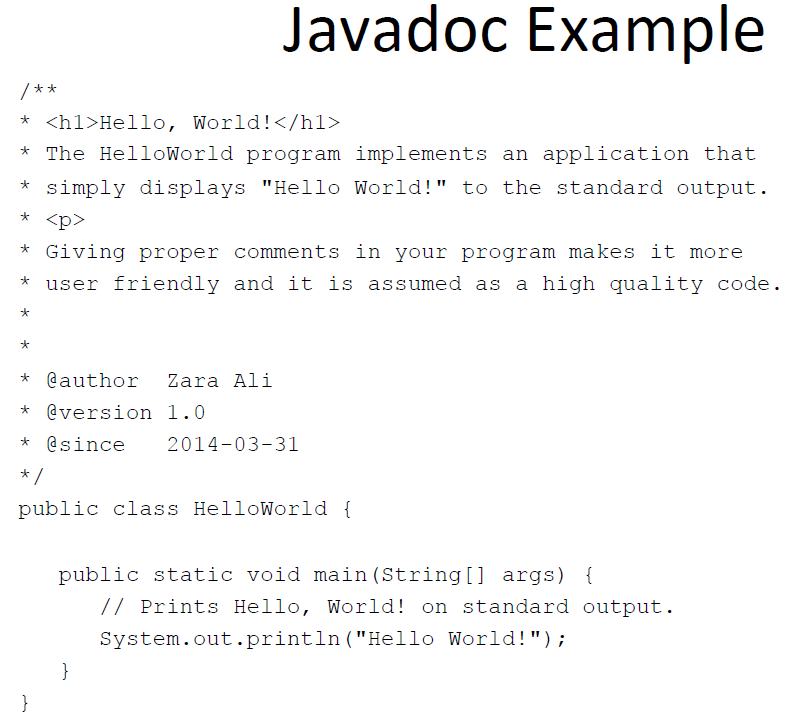 Javadoc Example
/**
* <h1>Hello, World!</h1>
* The HelloWorld program implements an application that
* simply displays "Hello World!" to the standard output.
* <p>
* Giving proper comments in your program makes it more
* user friendly and it is assumed as a high quality code.
*
*
* @author  Zara Ali
* @version 1.0
* @since   2014-03-31
*/
public class HelloWorld {

   public static void main(String[] args) {
      // Prints Hello, World! on standard output.
      System.out.println("Hello World!");
   }
}